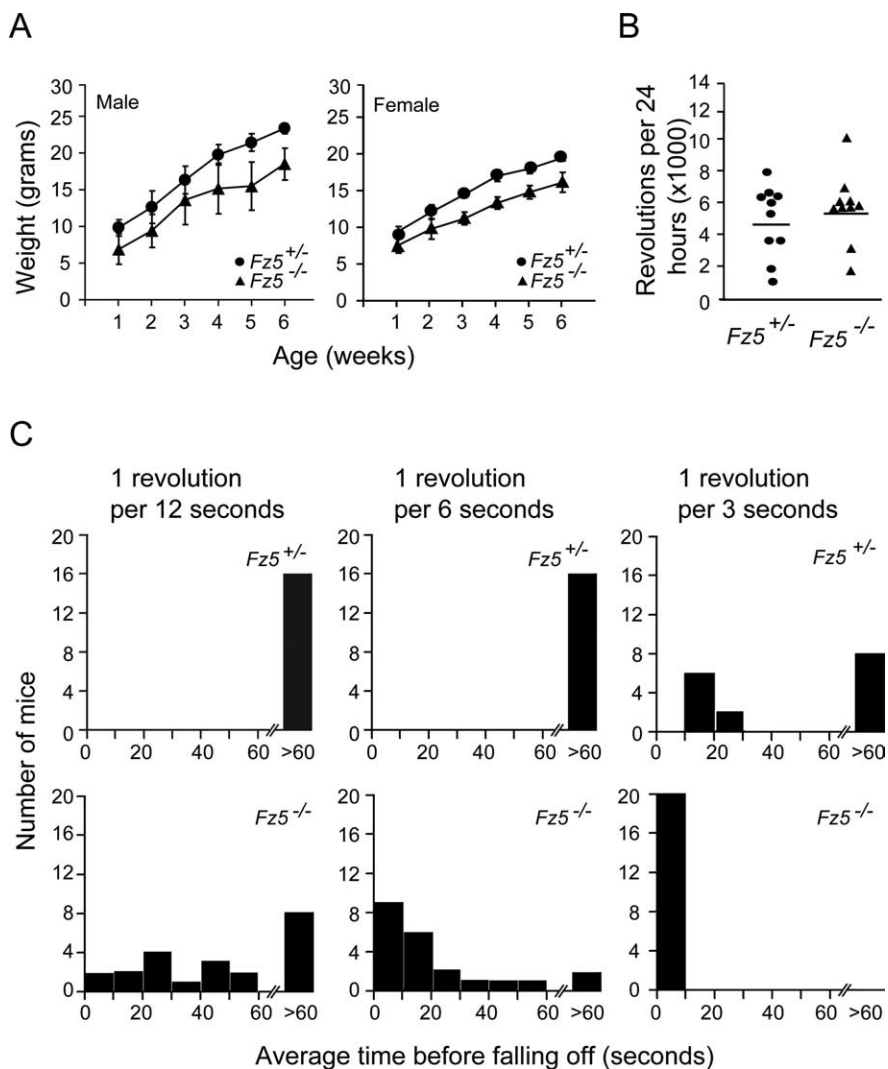 A
B
Weight (grams)
30
25
20
15
10
5
0
Male
Fz5 +/-
Fz5 -/-
1 2 3 4 5 6
30
25
20
15
10
5
0
Female
Fz5 +/-
Fz5 -/-
1 2 3 4 5 6
Age (weeks)
Revolutions per 24
hours (x1000)
14
12
10
8
6
4
2
0
Fz5 +/-
Fz5 -/-
C
Number of mice
1 revolution
per 12 seconds
20
16
12
8
4
0
Fz5 +/-
0 20 40 60 >60
1 revolution
per 6 seconds
20
16
12
8
4
0
Fz5 +/-
0 20 40 60 >60
1 revolution
per 3 seconds
20
16
12
8
4
0
Fz5 +/-
0 20 40 60 >60
20
16
12
8
4
0
Fz5 -/-
0 20 40 60 >60
20
16
12
8
4
0
Fz5 -/-
0 20 40 60 >60
20
16
12
8
4
0
Fz5 -/-
0 20 40 60 >60
Average time before falling off (seconds)